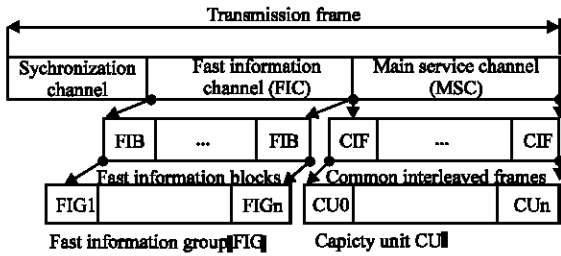 Transmission frame
Sychronization channel
Fast information channel (FIC)
Main service channel (MSC)
FIB ... FIB CIF ... CIF
Fast information blocks Common interleaved frames
FIG1 FIGn CU0 CUn
Fast information group(FIG) Capicty unit CU